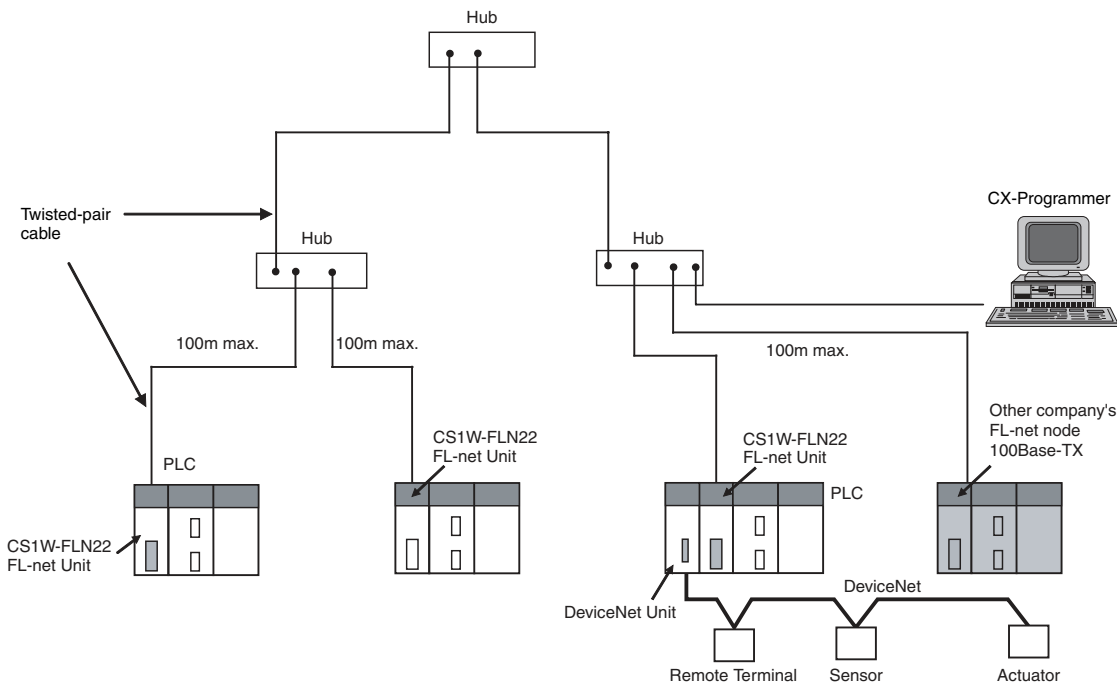 Hub
CX-Programmer
Twisted-pair
cable
Hub
Hub
100m max.
100m max.
100m max.
Other company's
FL-net node
100Base-TX
CS1W-FLN22
FL-net Unit
CS1W-FLN22
FL-net Unit
PLC
PLC
CS1W-FLN22
FL-net Unit
DeviceNet
DeviceNet Unit
Remote Terminal
Sensor
Actuator